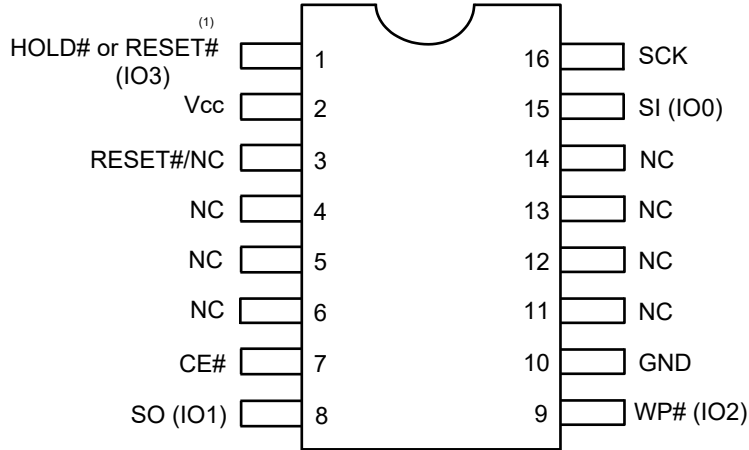 (1)
HOLD# or RESET#
(IO3)
1
16
SCK
Vcc
2
15
SI (IO0)
RESET#/NC
3
14
NC
NC
4
13
NC
NC
5
12
NC
NC
6
11
NC
CE#
7
10
GND
SO (IO1)
8
9
WP# (IO2)